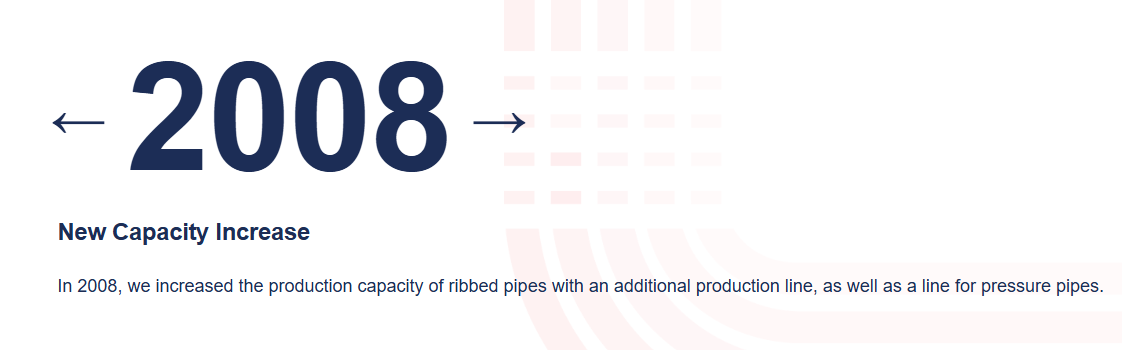 ← 2008 →
New Capacity Increase
In 2008, we increased the production capacity of ribbed pipes with an additional production line, as well as a line for pressure pipes.